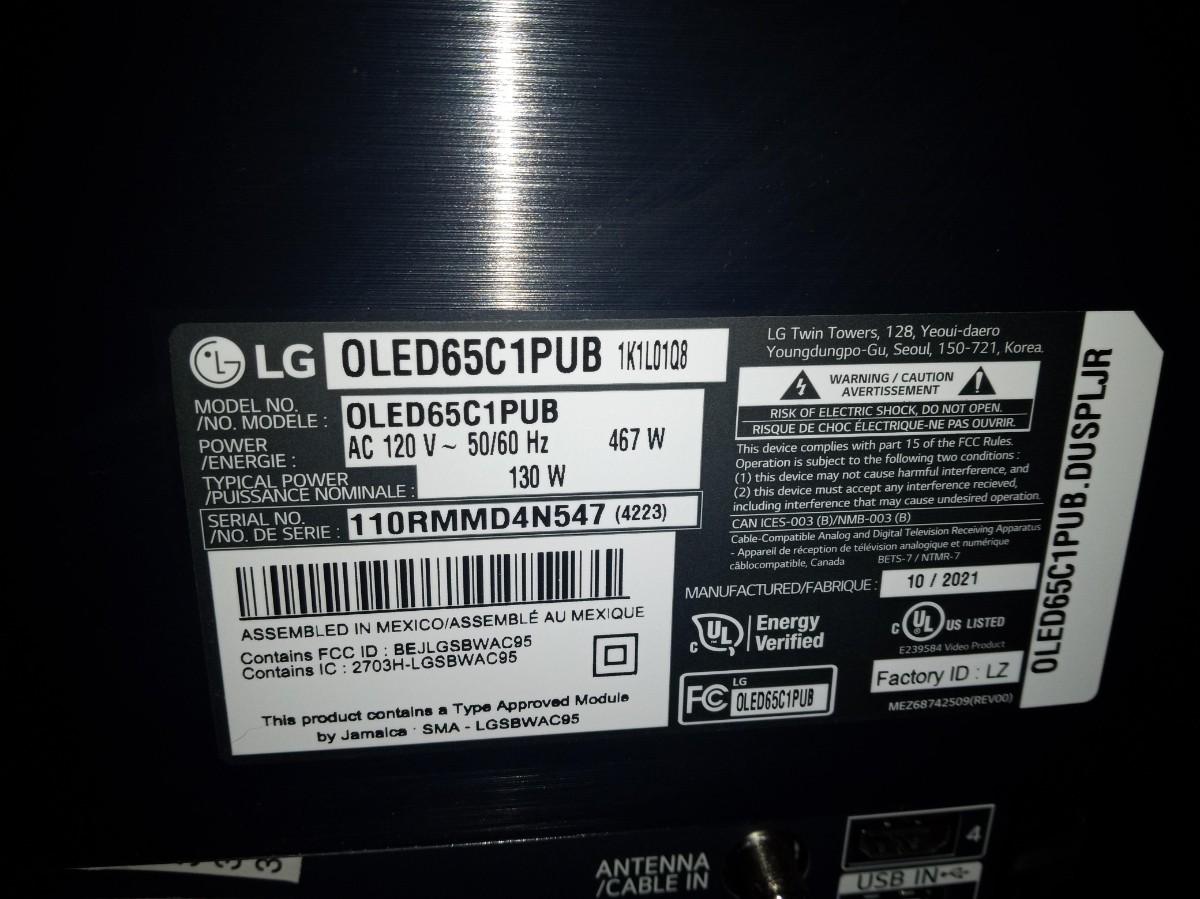 LG OLED65C1PUB 1K1L01Q8
MODEL NO.
/NO. MODÈLE :
OLED65C1PUB
POWER
/ÉNERGIE :
AC 120 V ~ 50/60 Hz 467 W
TYPICAL POWER
/PUISSANCE NOMINALE :
130 W
SERIAL NO.
/NO. DE SÉRIE :
110RMMD4N547 (4223)
ASSEMBLED IN MEXICO/ASSEMBLÉ AU MEXIQUE
Contains FCC ID : BEJLGSBWAC95
Contains IC : 2703H-LGSBWAC95
This product contains a Type Approved Module
by Jamaica : SMA - LGSBWAC95
LG Twin Towers, 128, Yeoui-daero
Youngdungpo-Gu, Seoul, 150-721, Korea.
WARNING / CAUTION
AVERTISSEMENT
RISK OF ELECTRIC SHOCK, DO NOT OPEN.
RISQUE DE CHOC ÉLECTRIQUE-NE PAS OUVRIR.
This device complies with part 15 of the FCC Rules.
Operation is subject to the following two conditions :
(1) this device may not cause harmful interference, and
(2) this device must accept any interference recieved,
including interference that may cause undesired operation.
CAN ICES-003 (B)/NMB-003 (B)
Cable-Compatible Analog and Digital Television Receiving Apparatus
- Appareil de réception de télévision analogique et numérique
câblocompatible, Canada BETS-7 / NTMR-7
MANUFACTURED/FABRIQUÉ : 10 / 2021
c UL Energy
Verified
c UL US LISTED
E239584 Video Product
FC LG
OLED65C1PUB
Factory ID : LZ
MEZ68742509(REV00)
OLED65C1PUB.DUSPLJR
ANTENNA
/CABLE IN
4
USB IN